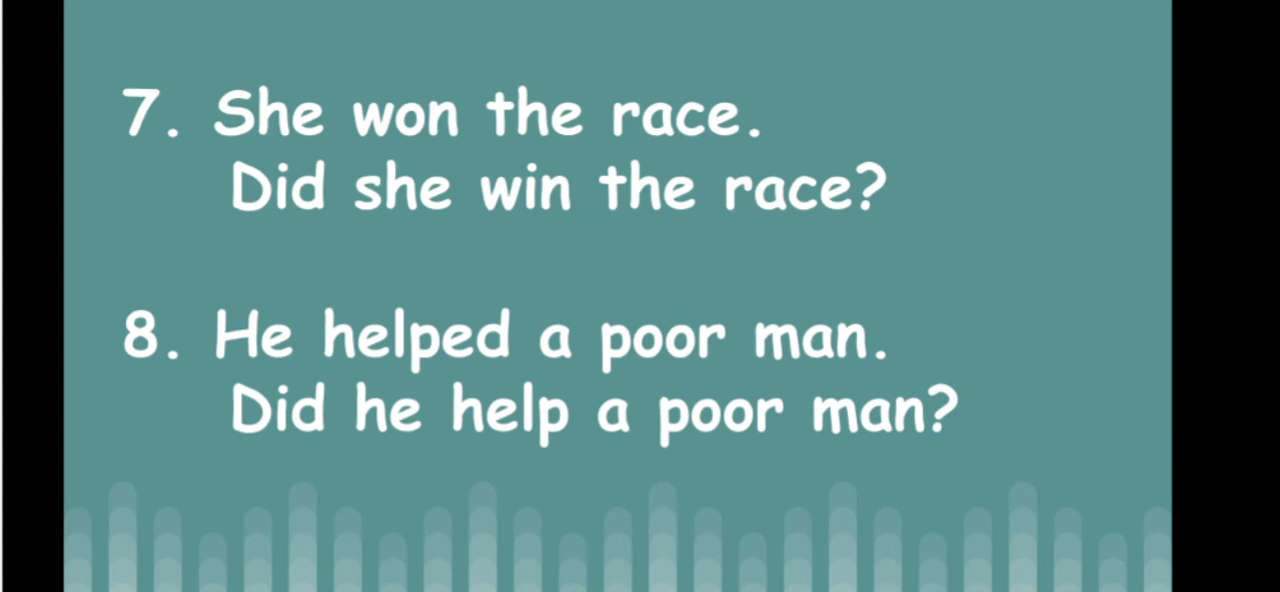 7. She won the race.
Did she win the race?
8. He helped a poor man.
Did he help a poor man?